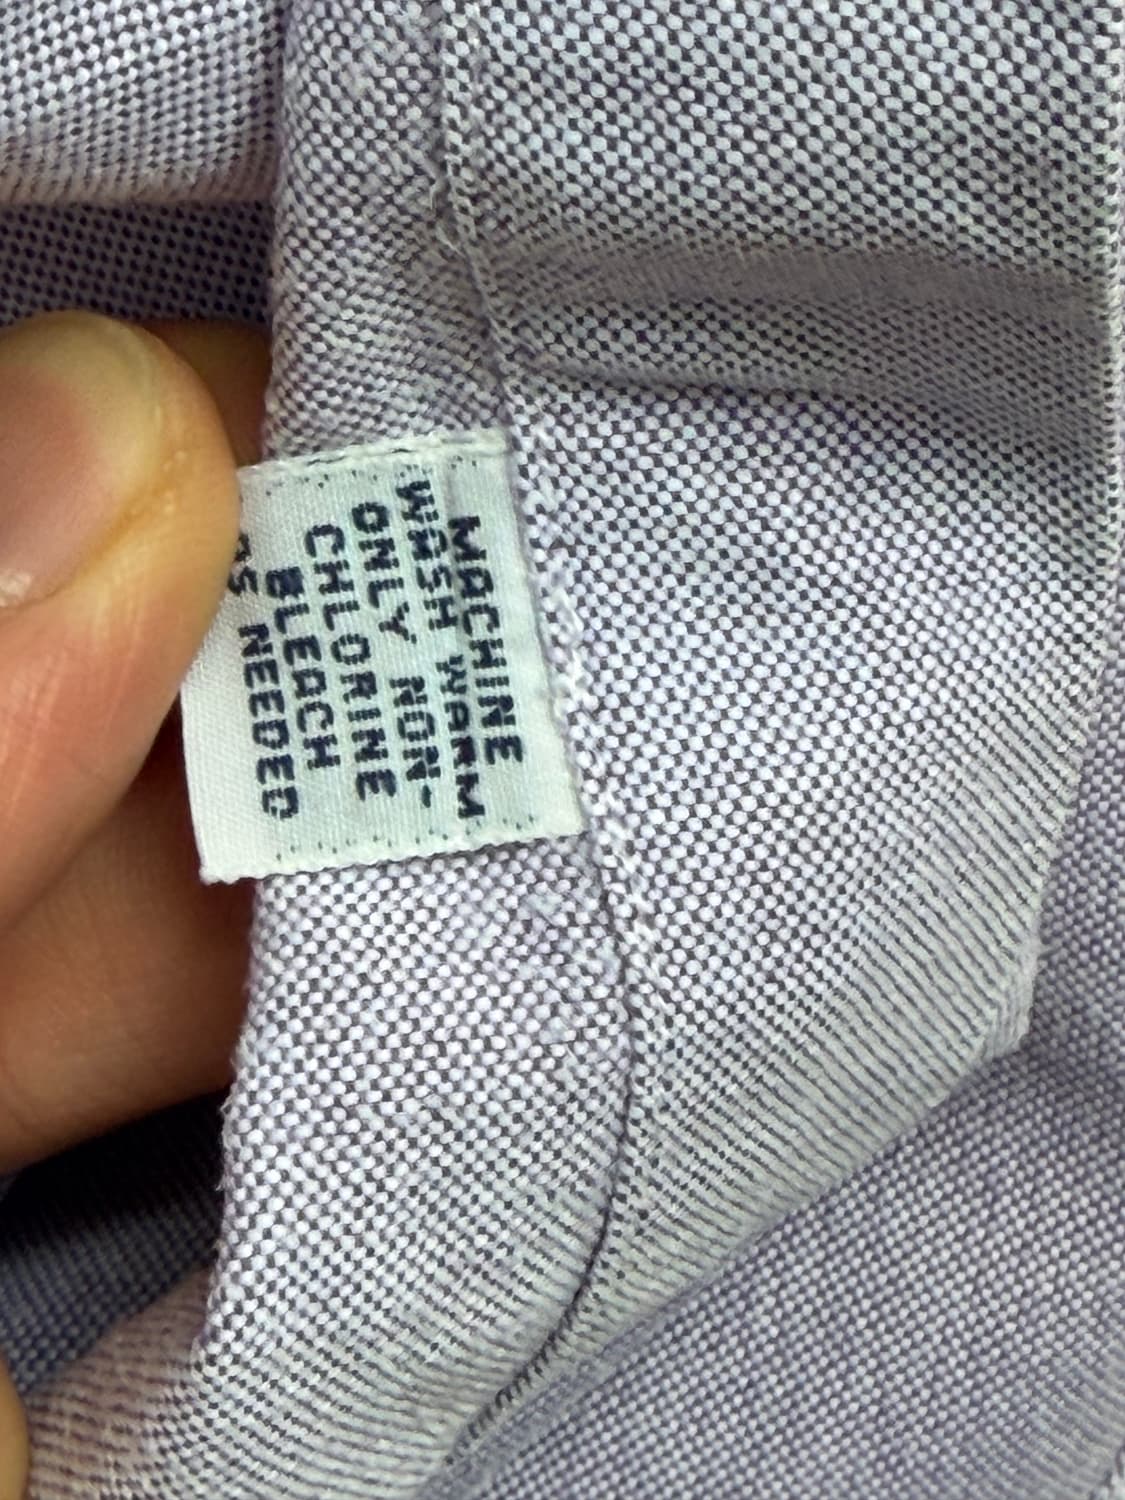 MACHINE
WASH WARM
ONLY NON-
CHLORINE
BLEACH
AS NEEDED